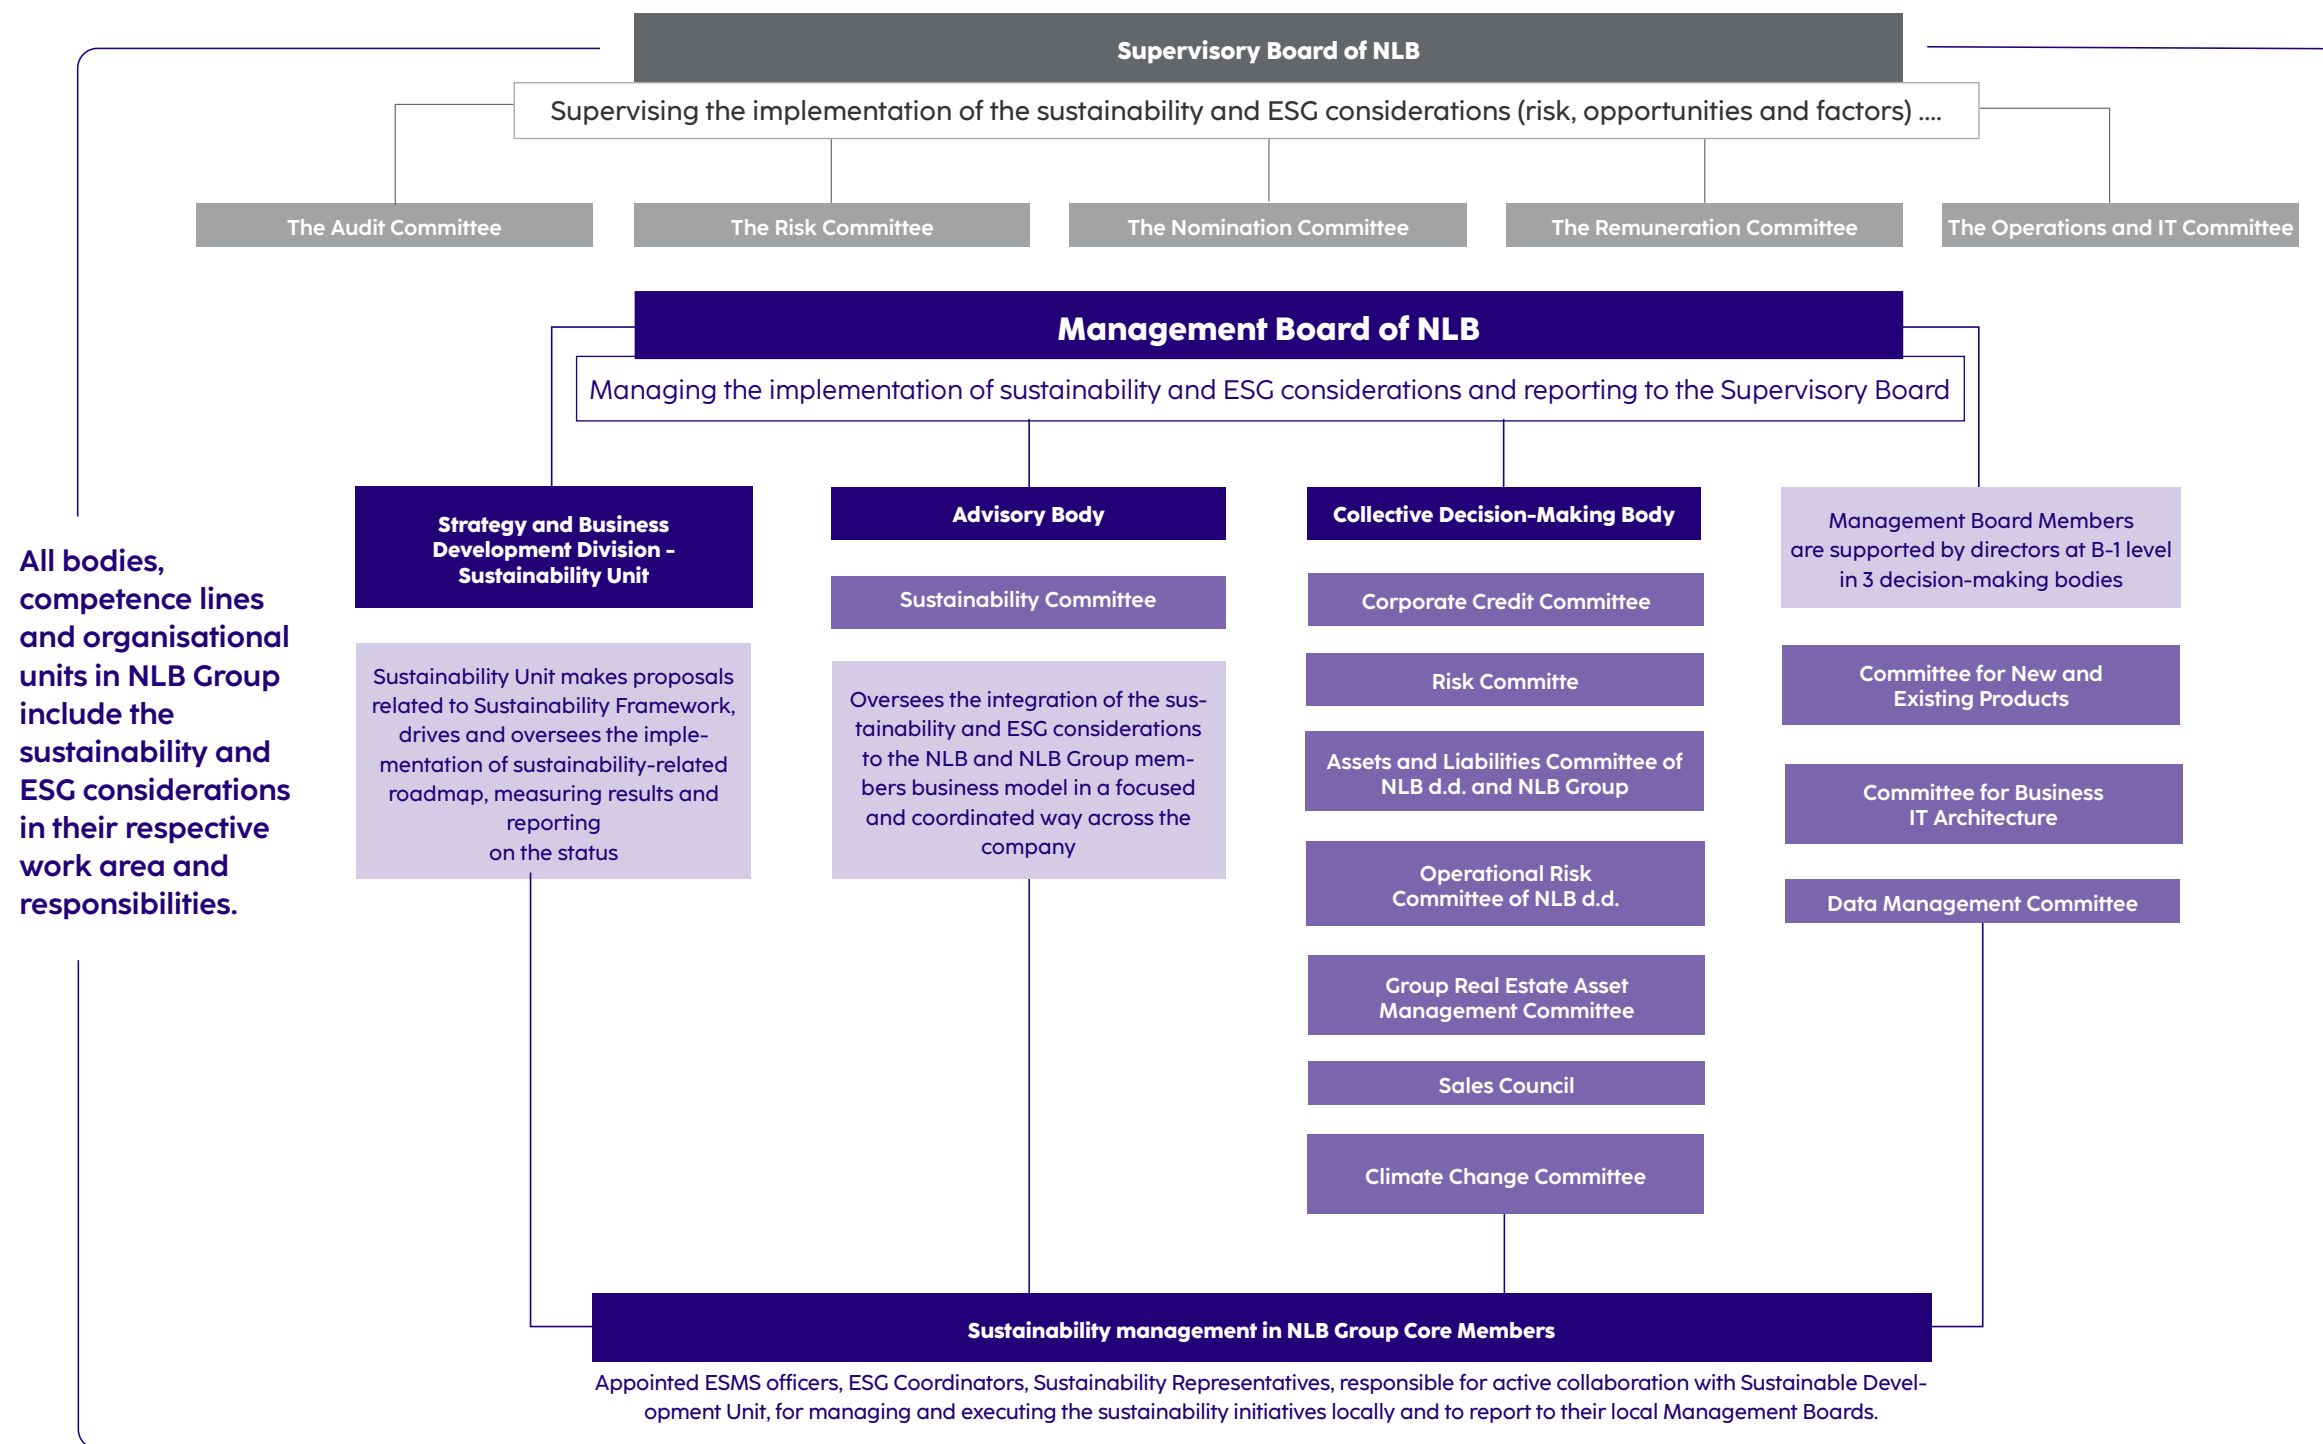 Supervisory Board of NLB
Supervising the implementation of the sustainability and ESG considerations (risk, opportunities and factors) ....
The Audit Committee
The Risk Committee
The Nomination Committee
The Remuneration Committee
The Operations and IT Committee
Management Board of NLB
Managing the implementation of sustainability and ESG considerations and reporting to the Supervisory Board
All bodies,
competence lines
and organisational
units in NLB Group
include the
sustainability and
ESG considerations
in their respective
work area and
responsibilities.
Strategy and Business
Development Division -
Sustainability Unit
Sustainability Unit makes proposals
related to Sustainability Framework,
drives and oversees the imple-
mentation of sustainability-related
roadmap, measuring results and
reporting
on the status
Advisory Body
Sustainability Committee
Oversees the integration of the sus-
tainability and ESG considerations
to the NLB and NLB Group mem-
bers business model in a focused
and coordinated way across the
company
Collective Decision-Making Body
Corporate Credit Committee
Risk Committe
Assets and Liabilities Committee of
NLB d.d. and NLB Group
Operational Risk
Committee of NLB d.d.
Group Real Estate Asset
Management Committee
Sales Council
Climate Change Committee
Management Board Members
are supported by directors at B-1 level
in 3 decision-making bodies
Committee for New and
Existing Products
Committee for Business
IT Architecture
Data Management Committee
Sustainability management in NLB Group Core Members
Appointed ESMS officers, ESG Coordinators, Sustainability Representatives, responsible for active collaboration with Sustainable Devel-
opment Unit, for managing and executing the sustainability initiatives locally and to report to their local Management Boards.